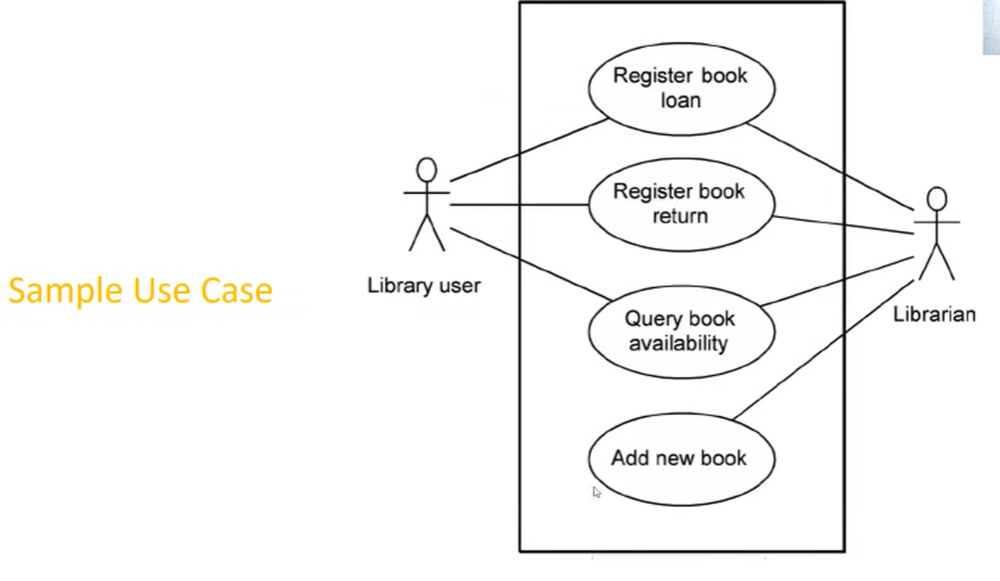 Register book
loan
Register book
return
Library user
Sample Use Case
Query book
availability
Librarian
Add new book